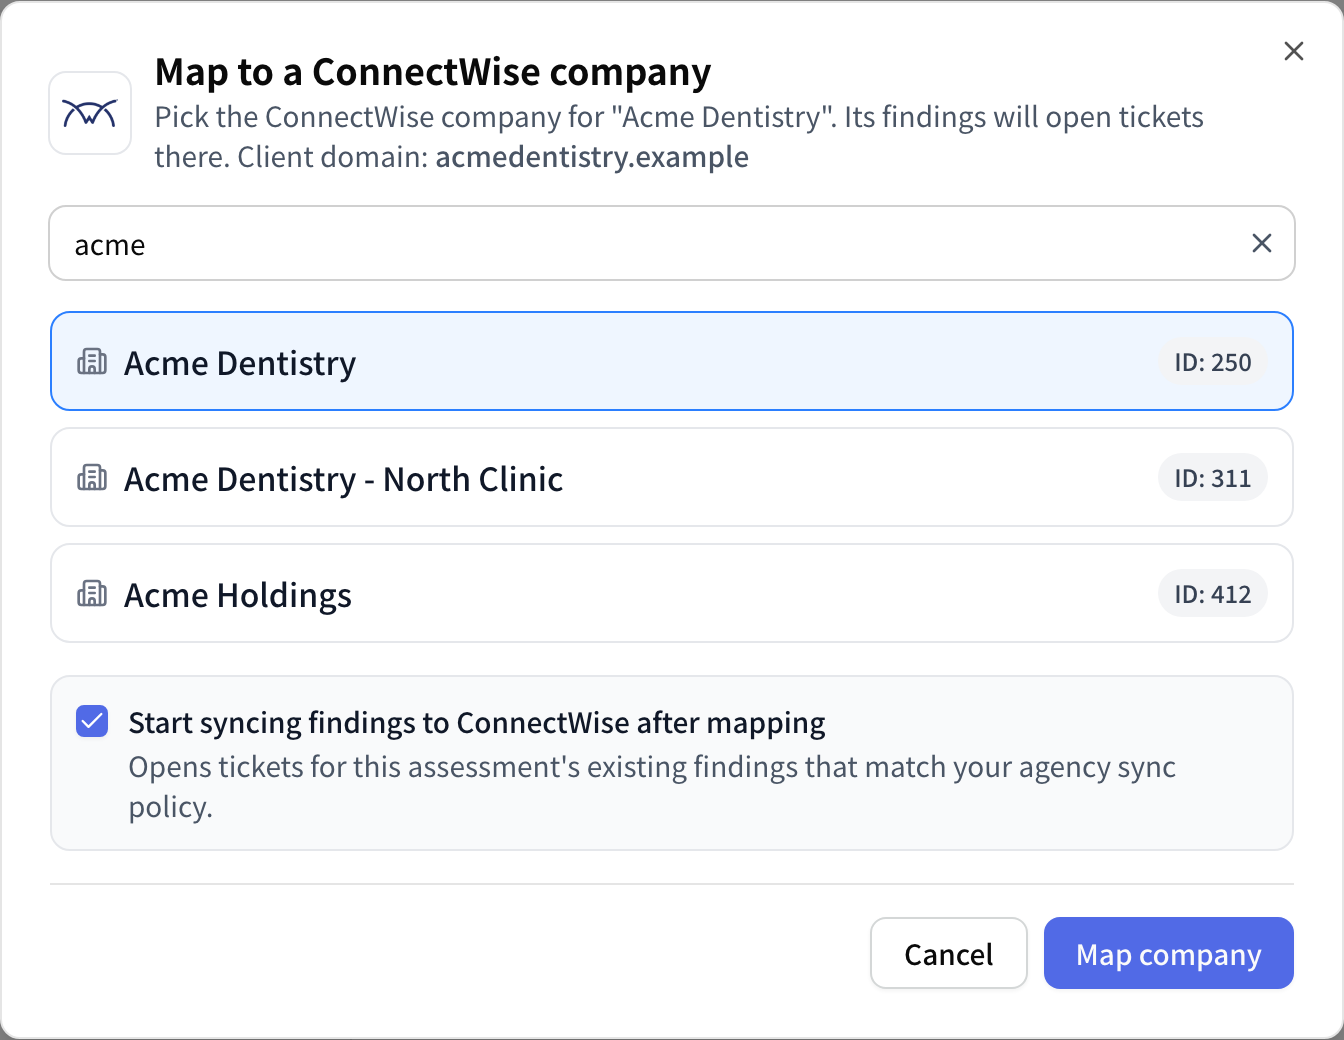 Map to a ConnectWise company
Pick the ConnectWise company for "Acme Dentistry". Its findings will open tickets
there. Client domain: acmedentistry.example
acme
Acme Dentistry
ID: 250
Acme Dentistry - North Clinic
ID: 311
Acme Holdings
ID: 412
Start syncing findings to ConnectWise after mapping
Opens tickets for this assessment's existing findings that match your agency sync
policy.
Cancel
Map company